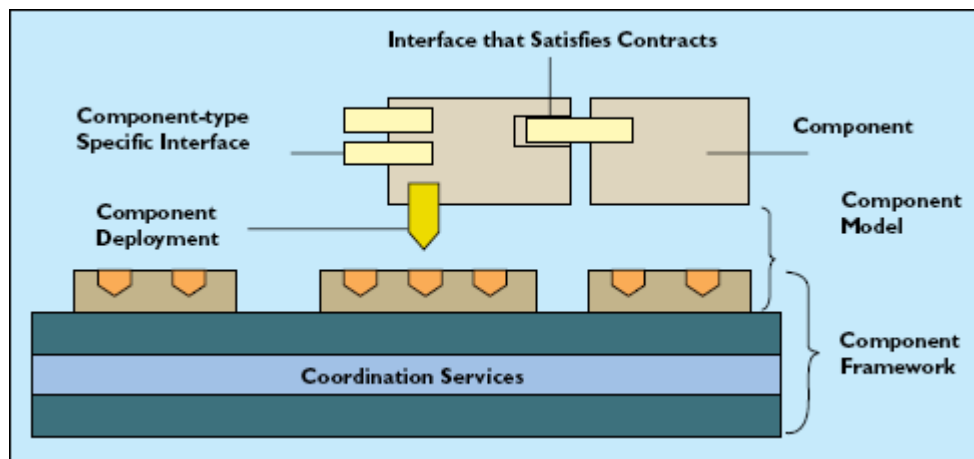 Interface that Satisfies Contracts
Component-type
Specific Interface
Component
Component
Deployment
Component
Model
Component
Framework
Coordination Services